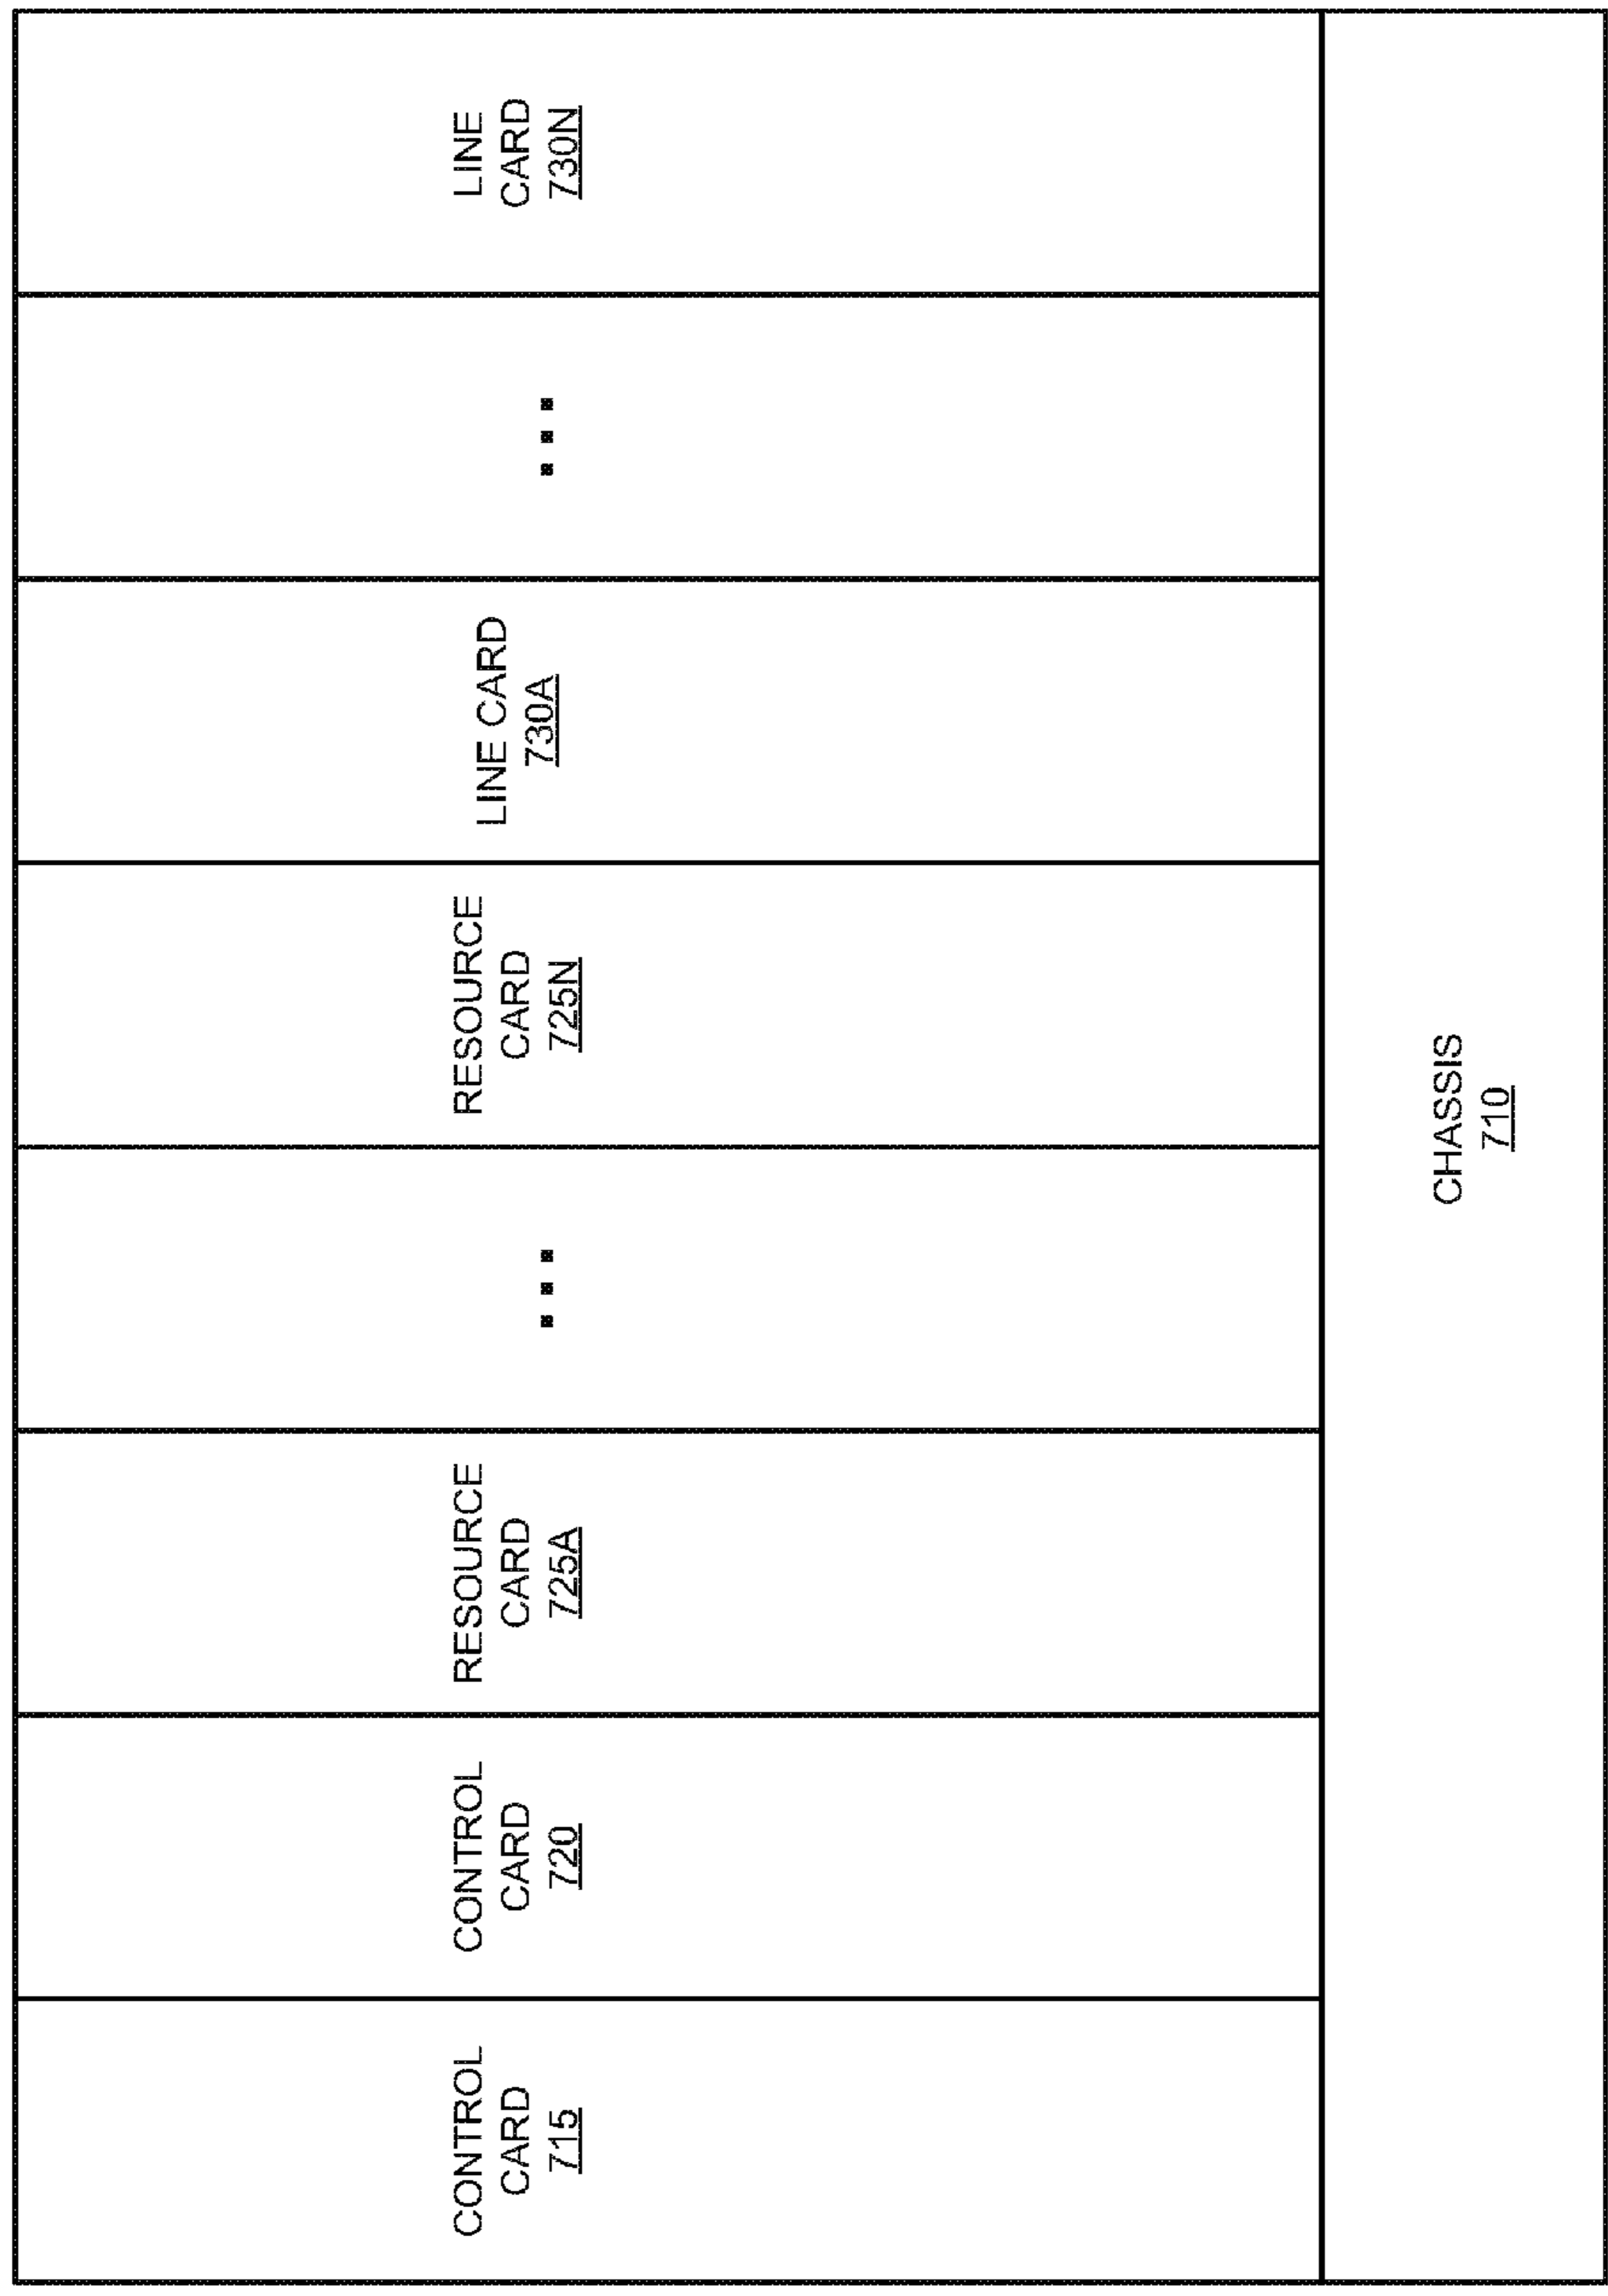 CONTROL
CARD
715
CONTROL
CARD
720
RESOURCE
CARD
725A
...
RESOURCE
CARD
725N
LINE CARD
730A
...
LINE
CARD
730N
CHASSIS
710